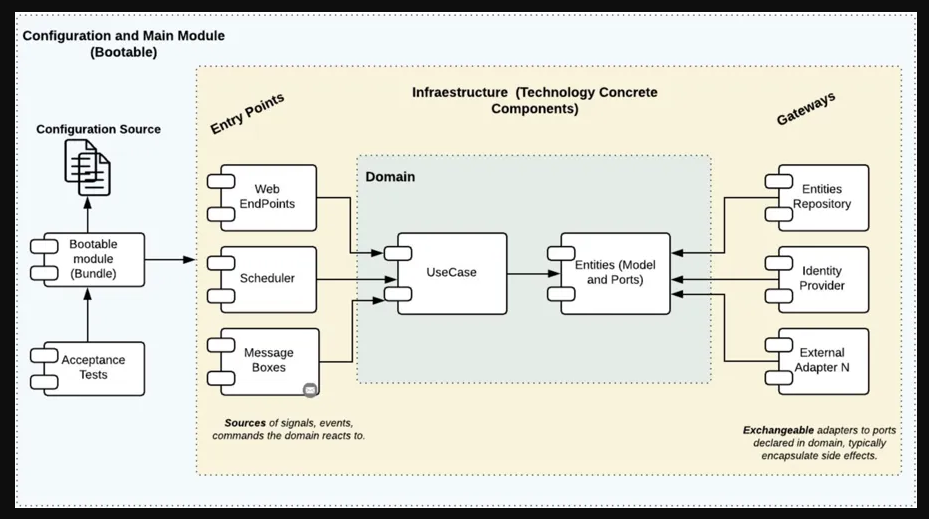 Configuration and Main Module
(Bootable)
Infraestructure (Technology Concrete
Components)
Entry Points
Gateways
Configuration Source
Domain
Web
EndPoints
Entities
Repository
Bootable
module
(Bundle)
Scheduler
UseCase
Entities (Model
and Ports)
Identity
Provider
Acceptance
Tests
Message
Boxes
External
Adapter N
Sources of signals, events,
commands the domain reacts to.
Exchangeable adapters to ports
declared in domain, typically
encapsulate side effects.